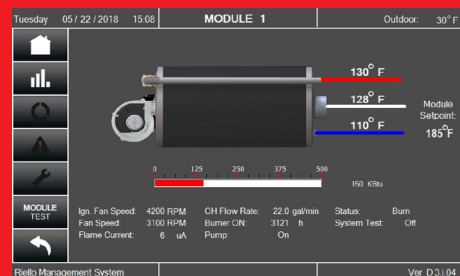 Tuesday 05 / 22 / 2018 15:08 MODULE 1 Outdoor: 30° F
130° F
128° F
Module
Setpoint:
110° F
185°F
0 125 250 375 500
150 KBtu
MODULE
TEST
Ign. Fan Speed: 4200 RPM CH Flow Rate: 22.0 gal/min Status: Burn
Fan Speed: 3100 RPM Burner ON: 3121 h System Test: Off
Flame Current: 6 uA Pump: On
Riello Management System Ver D3.L04